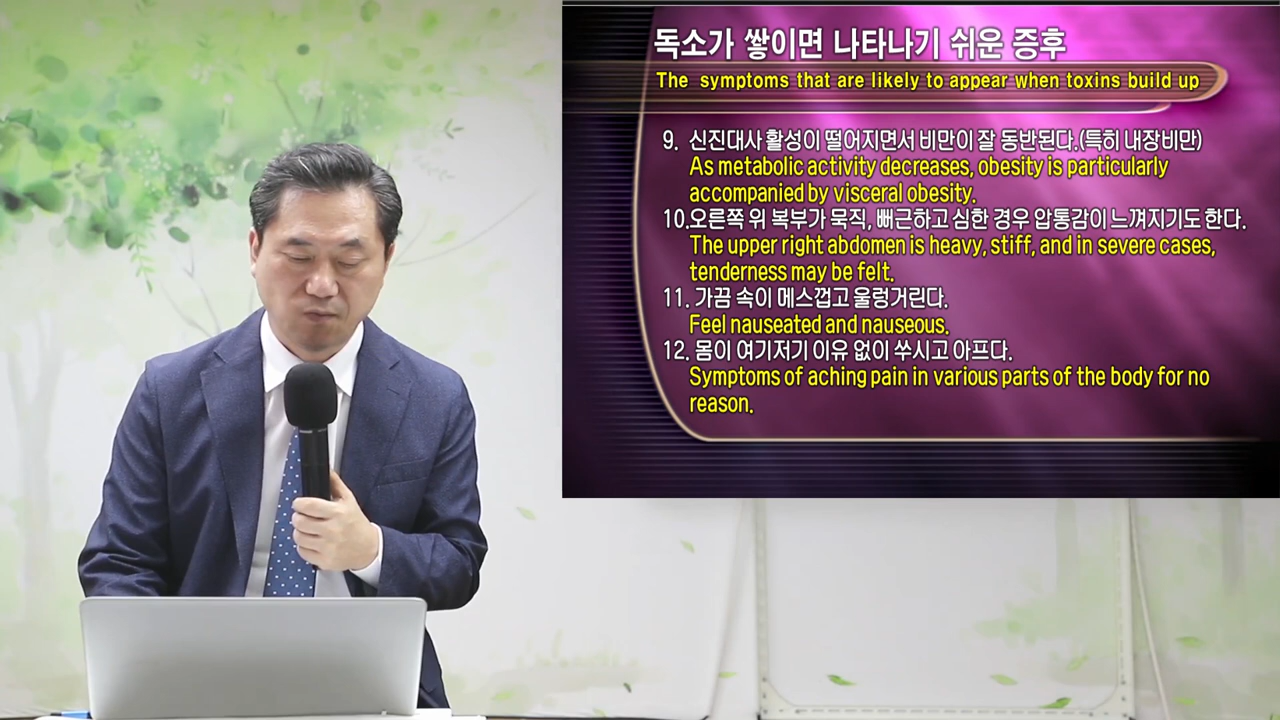 독소가 쌓이면 나타나기 쉬운 증후
The symptoms that are likely to appear when toxins build up
9. 신진대사 활성이 떨어지면서 비만이 잘 동반된다.(특히 내장비만)
As metabolic activity decreases, obesity is particularly
accompanied by visceral obesity.
10.오른쪽 위 복부가 묵직, 뻐근하고 심한 경우 압통감이 느껴지기도 한다.
The upper right abdomen is heavy, stiff, and in severe cases,
tenderness may be felt.
11. 가끔 속이 메스껍고 울렁거린다.
Feel nauseated and nauseous.
12. 몸이 여기저기 이유 없이 쑤시고 아프다.
Symptoms of aching pain in various parts of the body for no
reason.